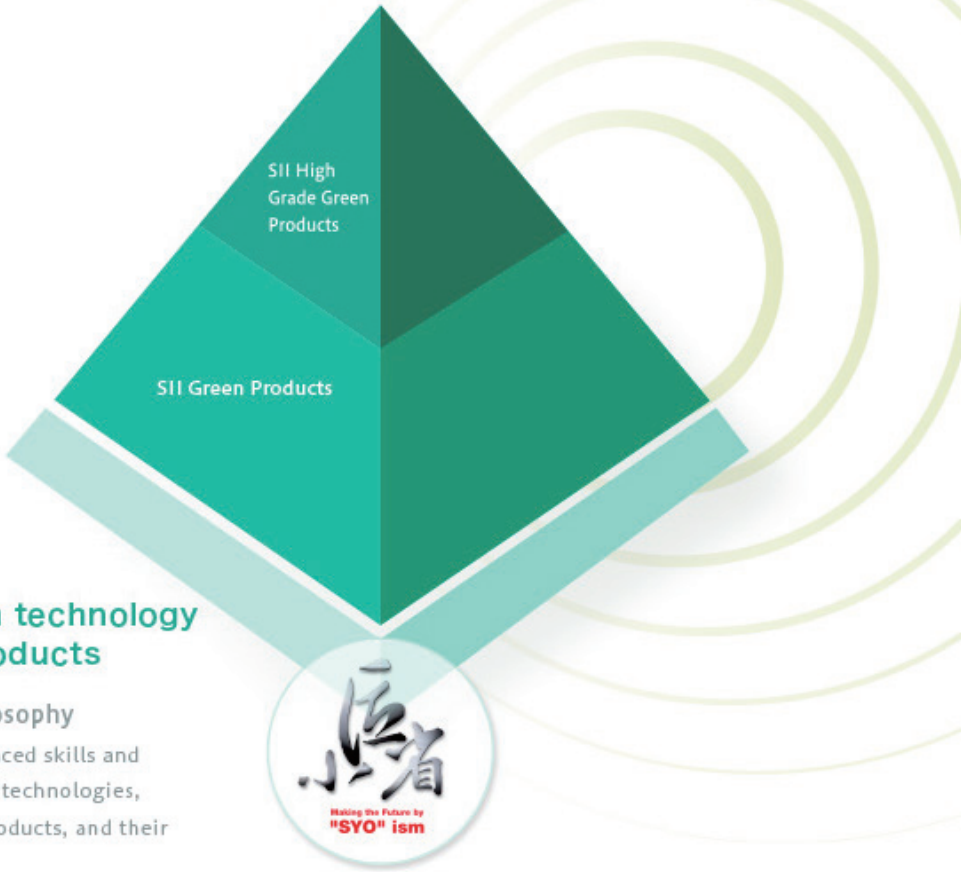 SII High
Grade Green
Products
SII Green Products
technology
oducts
osophy
ced skills and
technologies,
oducts, and their
匠
小 省
Making the Future by
"SYO" ism